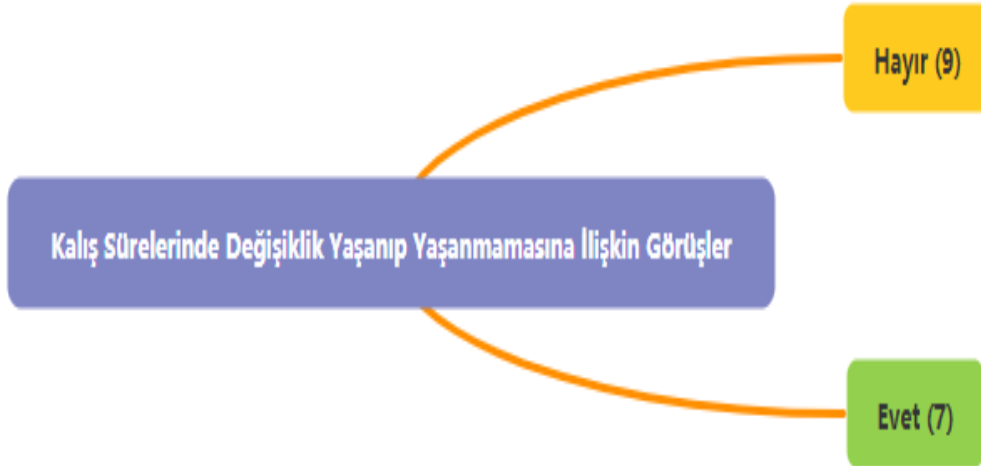 Hayır (9)
Kalış Sürelerinde Değişiklik Yaşanıp Yaşanmamasına İlişkin Görüşler
Evet (7)